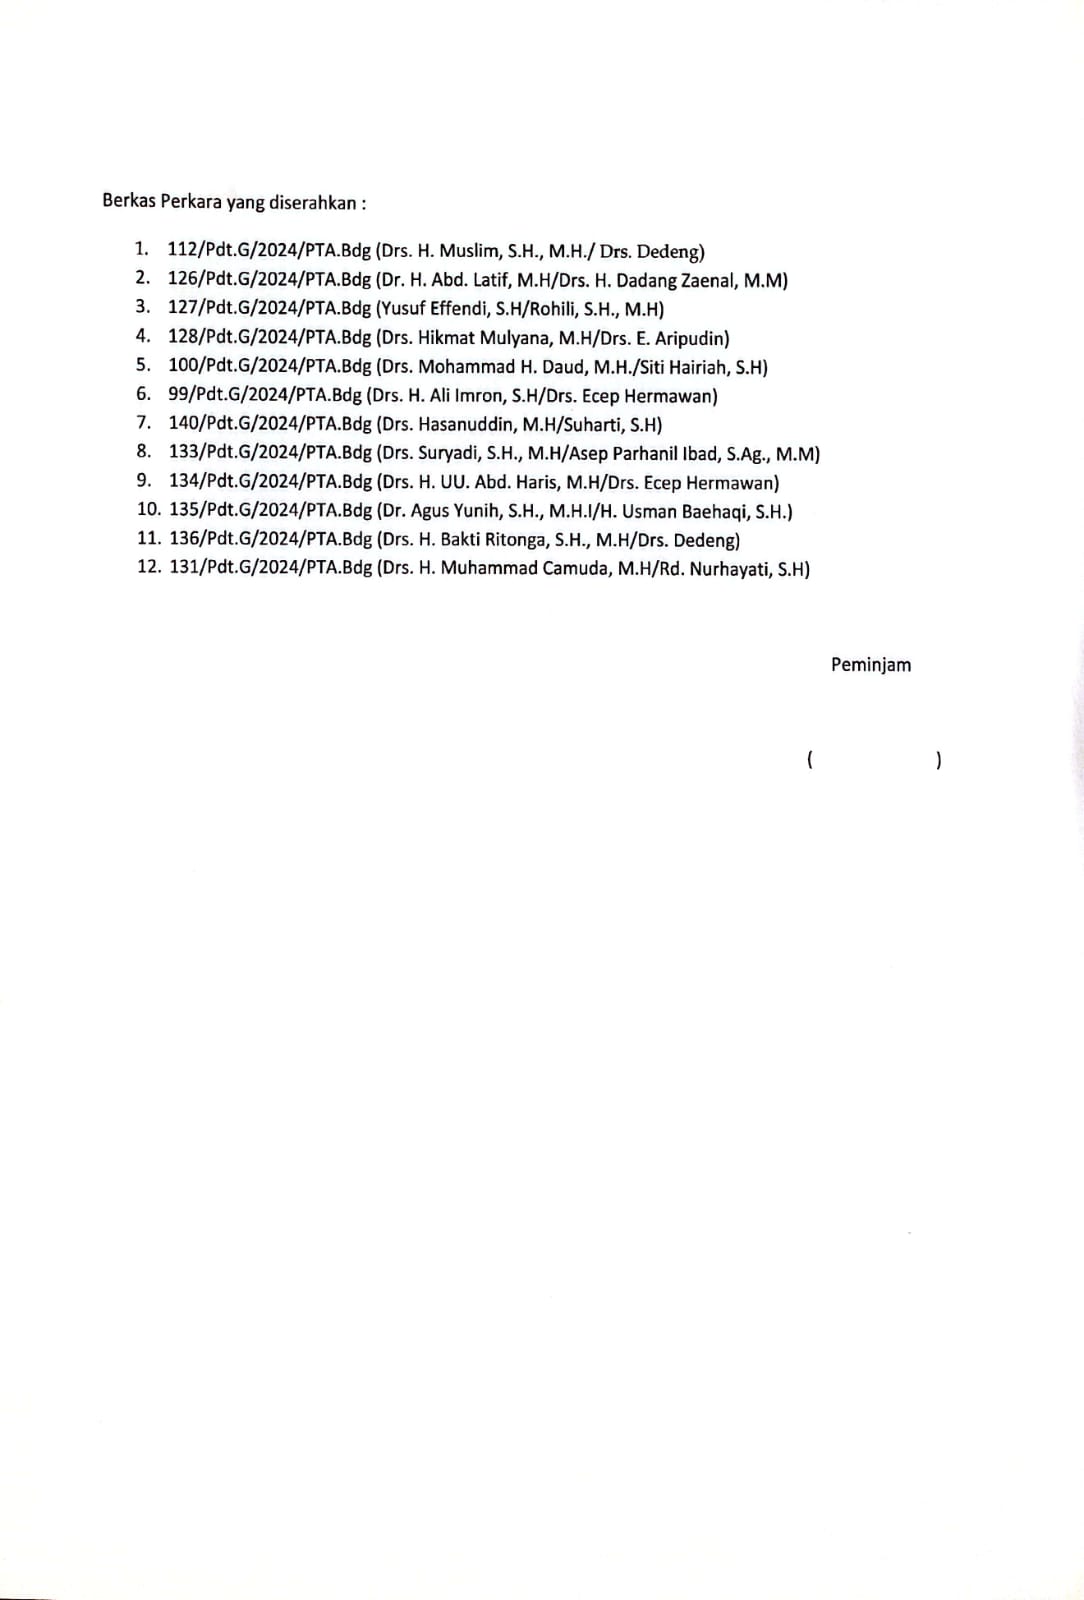 Berkas Perkara yang diserahkan :
1. 112/Pdt.G/2024/PTA.Bdg (Drs. H. Muslim, S.H., M.H./ Drs. Dedeng)
2. 126/Pdt.G/2024/PTA.Bdg (Dr. H. Abd. Latif, M.H/Drs. H. Dadang Zaenal, M.M)
3. 127/Pdt.G/2024/PTA.Bdg (Yusuf Effendi, S.H/Rohili, S.H., M.H)
4. 128/Pdt.G/2024/PTA.Bdg (Drs. Hikmat Mulyana, M.H/Drs. E. Aripudin)
5. 100/Pdt.G/2024/PTA.Bdg (Drs. Mohammad H. Daud, M.H./Siti Hairiah, S.H)
6. 99/Pdt.G/2024/PTA.Bdg (Drs. H. Ali Imron, S.H/Drs. Ecep Hermawan)
7. 140/Pdt.G/2024/PTA.Bdg (Drs. Hasanuddin, M.H/Suharti, S.H)
8. 133/Pdt.G/2024/PTA.Bdg (Drs. Suryadi, S.H., M.H/Asep Parhanil Ibad, S.Ag., M.M)
9. 134/Pdt.G/2024/PTA.Bdg (Drs. H. UU. Abd. Haris, M.H/Drs. Ecep Hermawan)
10. 135/Pdt.G/2024/PTA.Bdg (Dr. Agus Yunih, S.H., M.H.I/H. Usman Baehaqi, S.H.)
11. 136/Pdt.G/2024/PTA.Bdg (Drs. H. Bakti Ritonga, S.H., M.H/Drs. Dedeng)
12. 131/Pdt.G/2024/PTA.Bdg (Drs. H. Muhammad Camuda, M.H/Rd. Nurhayati, S.H)
Peminjam
( )